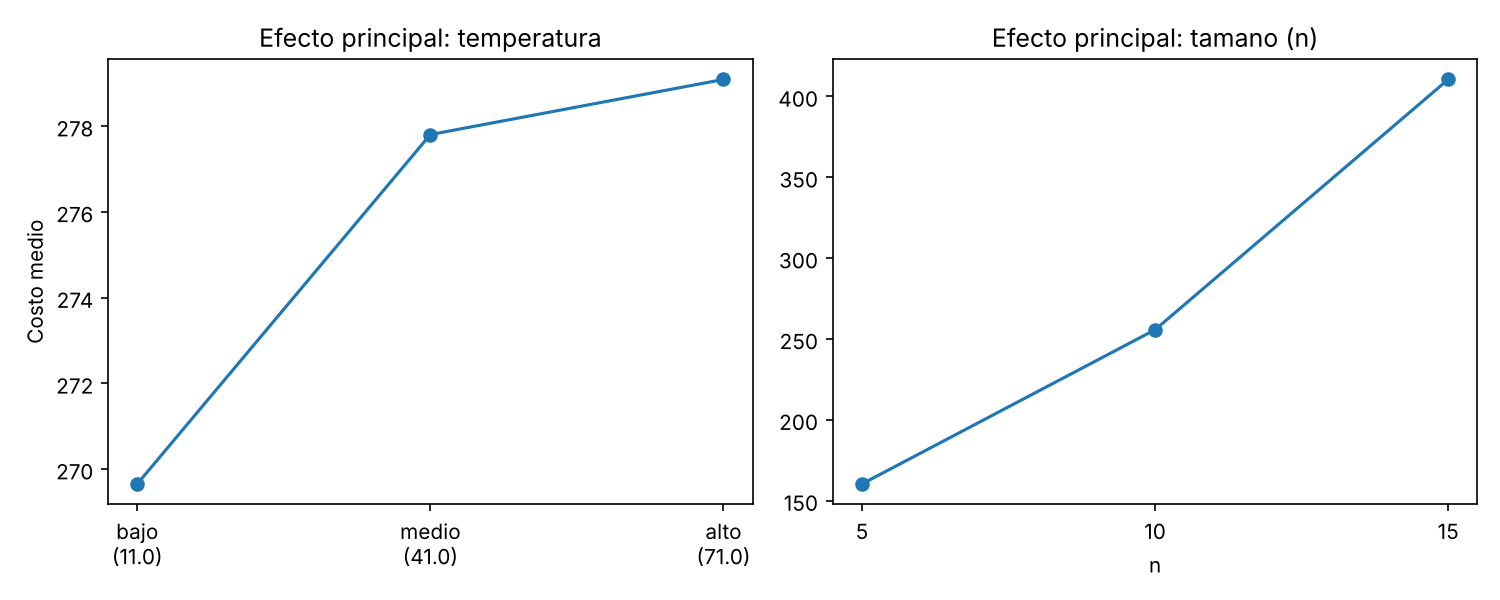 Efecto principal: temperatura
Costo medio
278
276
274
272
270
bajo
(11.0)
medio
(41.0)
alto
(71.0)
Efecto principal: tamano (n)
400
350
300
250
200
150
5
10
15
n